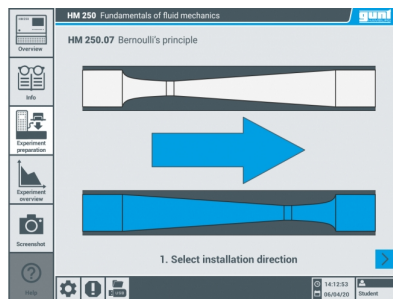 HM 250 Fundamentals of fluid mechanics
gunt
HM 250.07 Bernoulli's principle
Overview
Info
Experiment
preparation
Experiment
overview
Screenshot
Help
1. Select installation direction
USB
14:12:53
06/04/20
Student